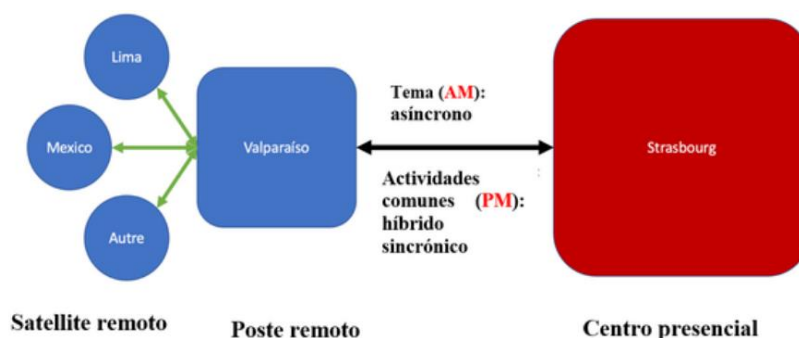 Lima
Mexico
Autre
Valparaíso
Tema (AM):
asíncrono
Actividades
comunes (PM):
híbrido
sincrónico
:
Strasbourg
Satellite remoto
Poste remoto
Centro presencial